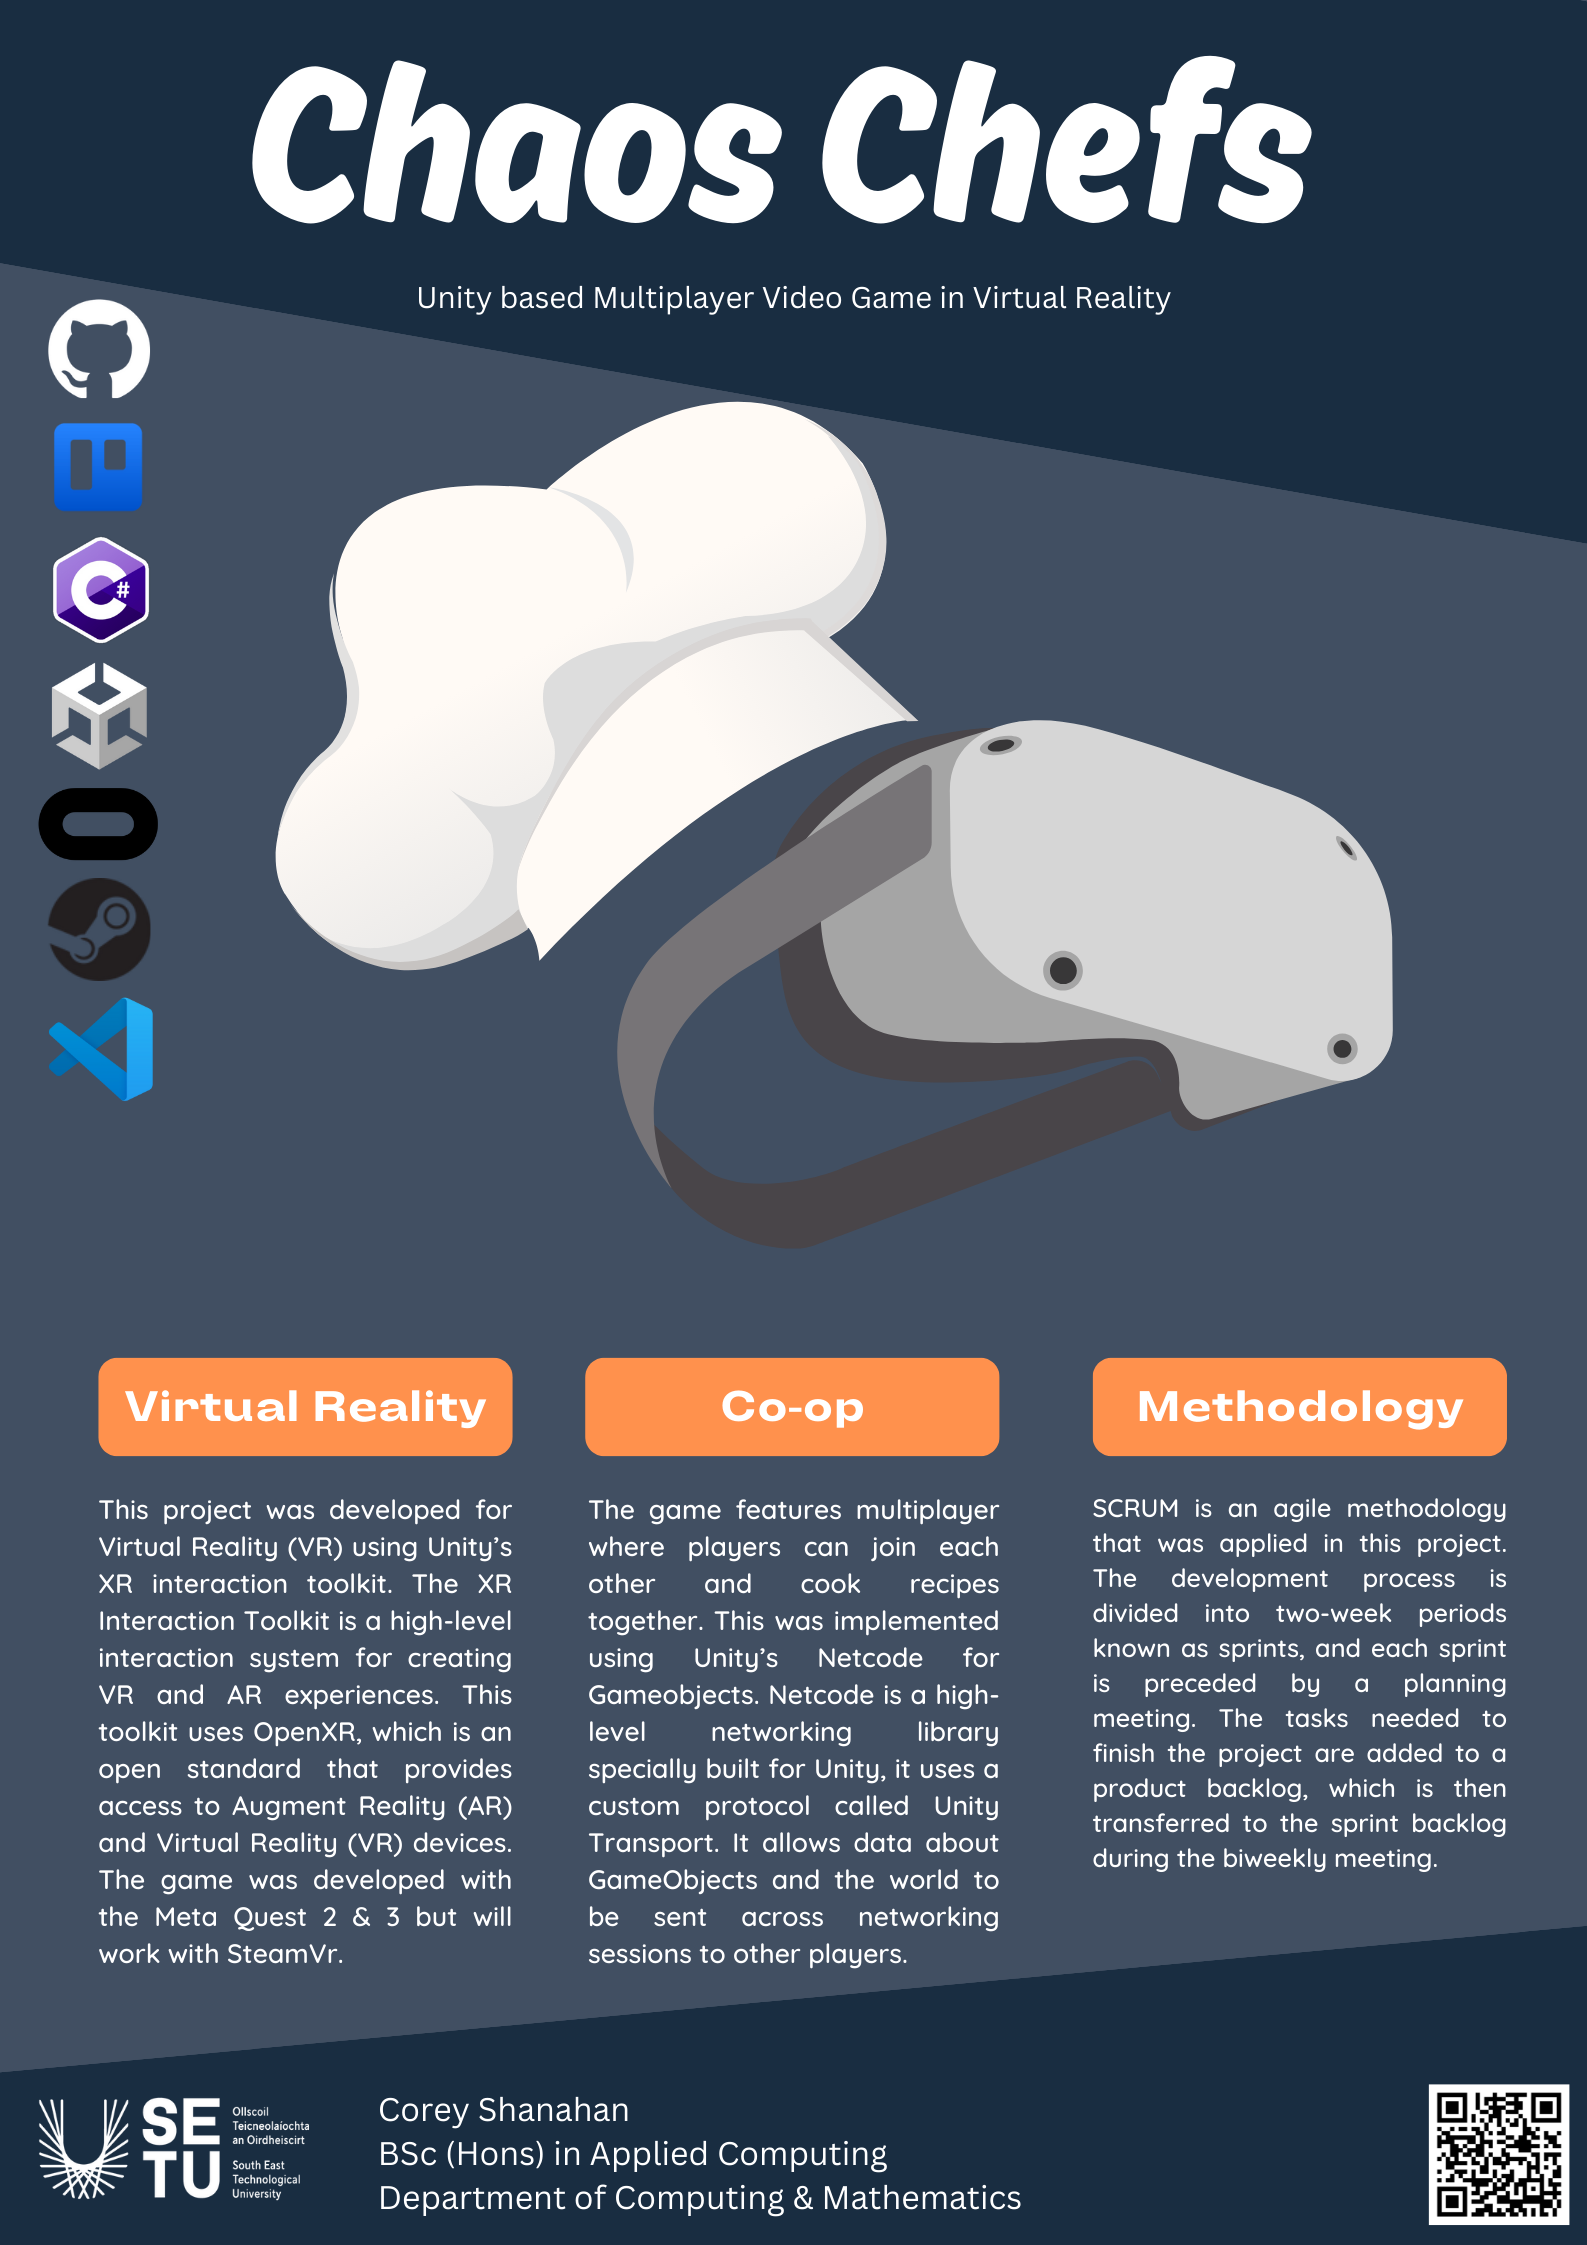 Chaos Chefs
Unity based Multiplayer Video Game in Virtual Reality
C#
Virtual Reality
This project was developed for
Virtual Reality (VR) using Unity's
XR interaction toolkit. The XR
Interaction Toolkit is a high-level
interaction system for creating
VR and AR experiences. This
toolkit uses OpenXR, which is an
open standard that provides
access to Augment Reality (AR)
and Virtual Reality (VR) devices.
The game was developed with
the Meta Quest 2 & 3 but will
work with SteamVr.
Co-op
The game features multiplayer
where players can join each
other and cook recipes
together. This was implemented
using Unity's Netcode for
Gameobjects. Netcode is a high-
level networking library
specially built for Unity, it uses a
custom protocol called Unity
Transport. It allows data about
GameObjects and the world to
be sent across networking
sessions to other players.
Methodology
SCRUM is an agile methodology
that was applied in this project.
The development process is
divided into two-week periods
known as sprints, and each sprint
is preceded by a planning
meeting. The tasks needed to
finish the project are added to a
product backlog, which is then
transferred to the sprint backlog
during the biweekly meeting.
SE
TU
Ollscoil
Teicneolaíochta
an Oirdheiscirt
South East
Technological
University
Corey Shanahan
BSc (Hons) in Applied Computing
Department of Computing & Mathematics